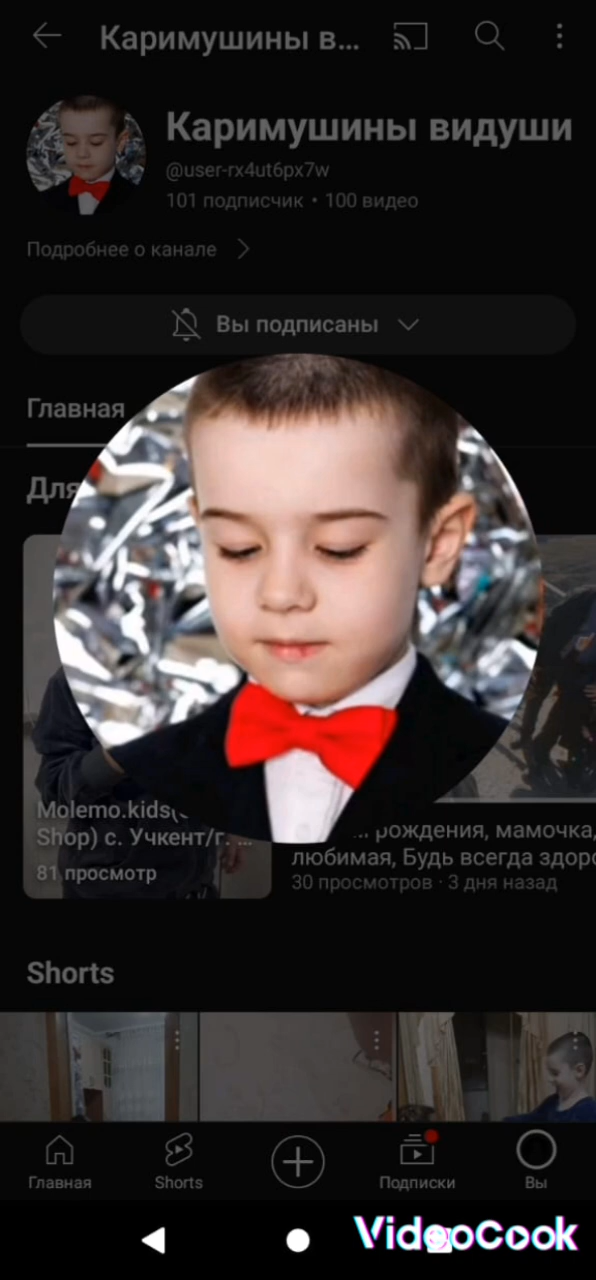 Каримушины в...
Каримушины видуши
@user-rx4ut6px7w
101 подписчик • 100 видео
Подробнее о канале
Вы подписаны
Главная
Для
Molemo.kids(
Shop) с. Учкент/г. ...
81 просмотр
... рождения, мамочка,
любимая, Будь всегда
30 просмотров · 3 дня назад
Shorts
Главная
Shorts
Подписки
Вы
VideoCook